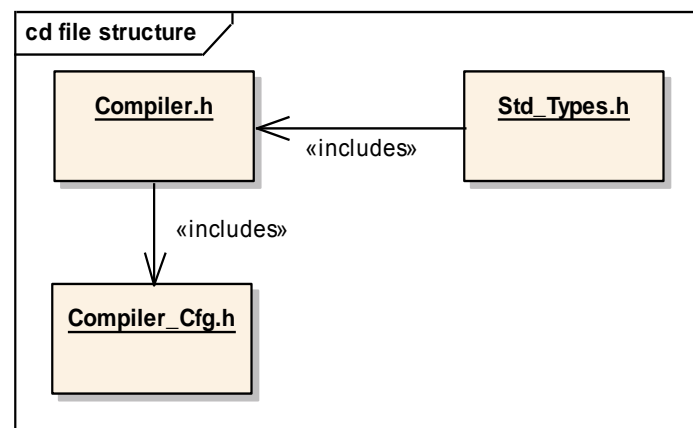 cd file structure
Compiler.h
Std_Types.h
«includes»
«includes»
Compiler_Cfg.h